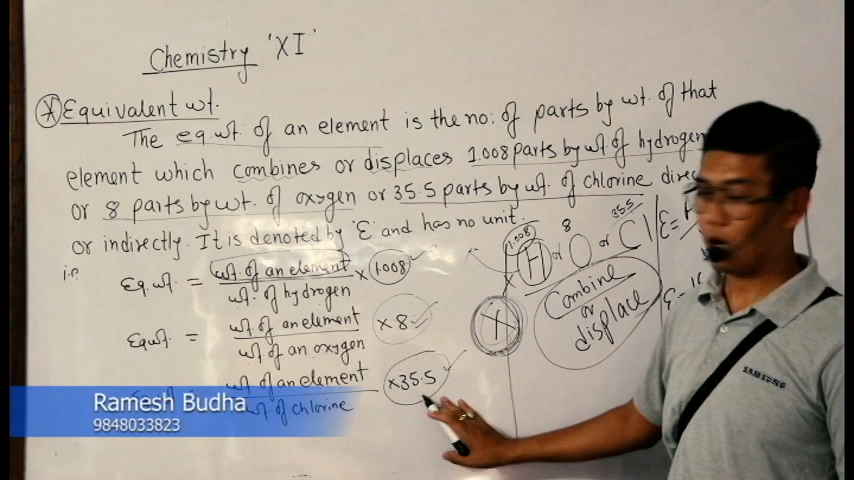 Chemistry 'XI'
* Equivalent wt.
The eq. wt. of an element is the no: of parts by wt. of that
element which combines or displaces 1.008 parts by wt. of hydrogen
or 8 parts by wt. of oxygen or 35.5 parts by wt. of chlorine
or indirectly. It is denoted by 'E' and has no unit.
i.e
Eq. wt. = wt. of an element × 1.008
wt. of hydrogen
Eq wt = wt. of an element × 8
wt. of an oxygen
wt. of an element × 35.5
wt. of chlorine
1.008 8 35.5
H or O or Cl
X
Combine
or
displace
Y
E =
E =
SAMSUNG
Ramesh Budha
9848033823